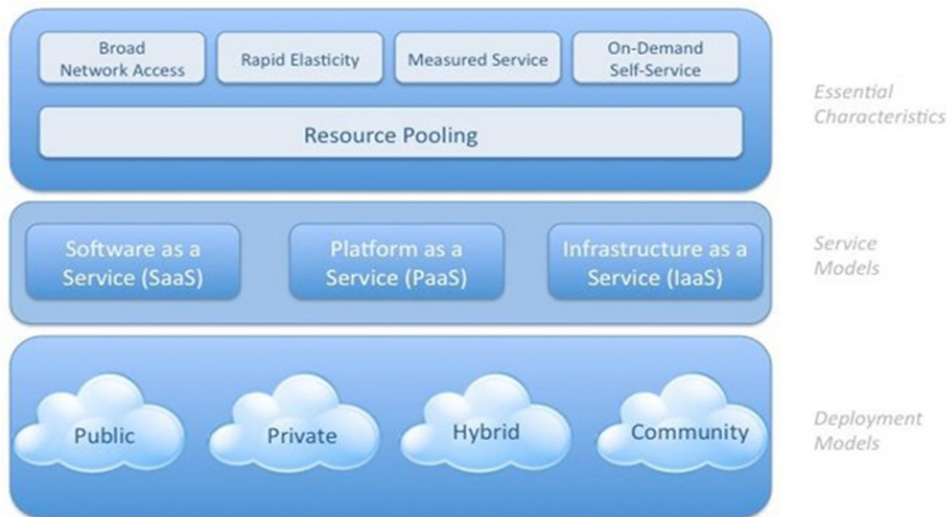 Broad
Network Access
Rapid Elasticity
Measured Service
On-Demand
Self-Service
Resource Pooling
Essential
Characteristics
Software as a
Service (SaaS)
Platform as a
Service (PaaS)
Infrastructure as a
Service (IaaS)
Service
Models
Public
Private
Hybrid
Community
Deployment
Models